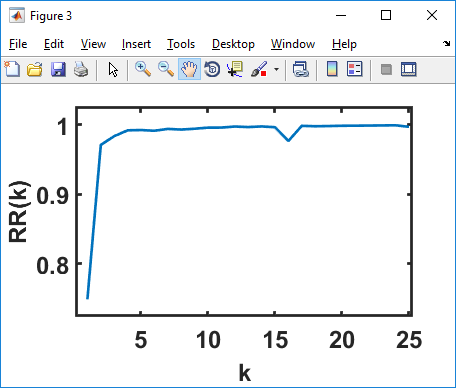 Figure 3
File Edit View Insert Tools Desktop Window Help
1
0.9
0.8
RR(k)
5 10 15 20 25
k